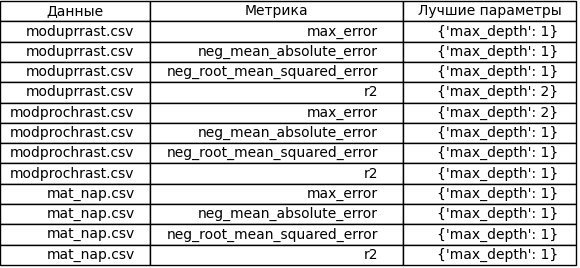 Данные Метрика Лучшие параметры
moduprrast.csv max_error {'max_depth': 1}
moduprrast.csv neg_mean_absolute_error {'max_depth': 1}
moduprrast.csv neg_root_mean_squared_error {'max_depth': 1}
moduprrast.csv r2 {'max_depth': 2}
modprochrast.csv max_error {'max_depth': 2}
modprochrast.csv neg_mean_absolute_error {'max_depth': 1}
modprochrast.csv neg_root_mean_squared_error {'max_depth': 1}
modprochrast.csv r2 {'max_depth': 1}
mat_nap.csv max_error {'max_depth': 1}
mat_nap.csv neg_mean_absolute_error {'max_depth': 1}
mat_nap.csv neg_root_mean_squared_error {'max_depth': 1}
mat_nap.csv r2 {'max_depth': 1}